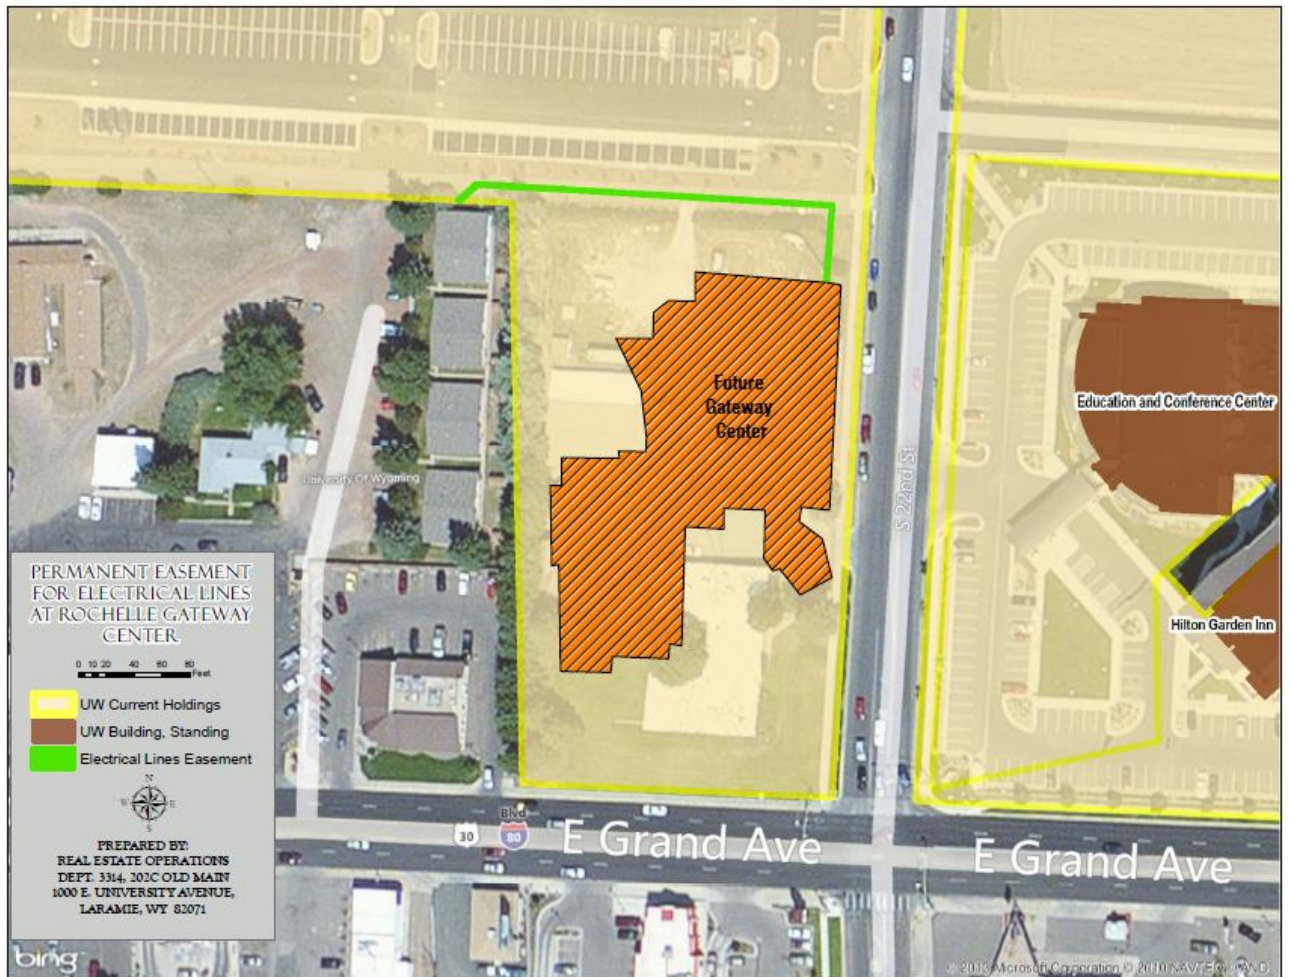 Future
Gateway
Center
Education and Conference Center
University Of Wyoming
S 22nd St
Hilton Garden Inn
PERMANENT EASEMENT
FOR ELECTRICAL LINES
AT ROCHELLE GATEWAY
CENTER
0 10 20 40 60 80
Feet
UW Current Holdings
UW Building, Standing
Electrical Lines Easement
N
W E
S
PREPARED BY:
REAL ESTATE OPERATIONS
DEPT. 3314, 202C OLD MAIN
1000 E. UNIVERSITY AVENUE,
LARAMIE, WY 82071
Blvd
30
80
E Grand Ave
E Grand Ave
bing
© 2013 Microsoft Corporation © 2010 NAVTEQ © AND